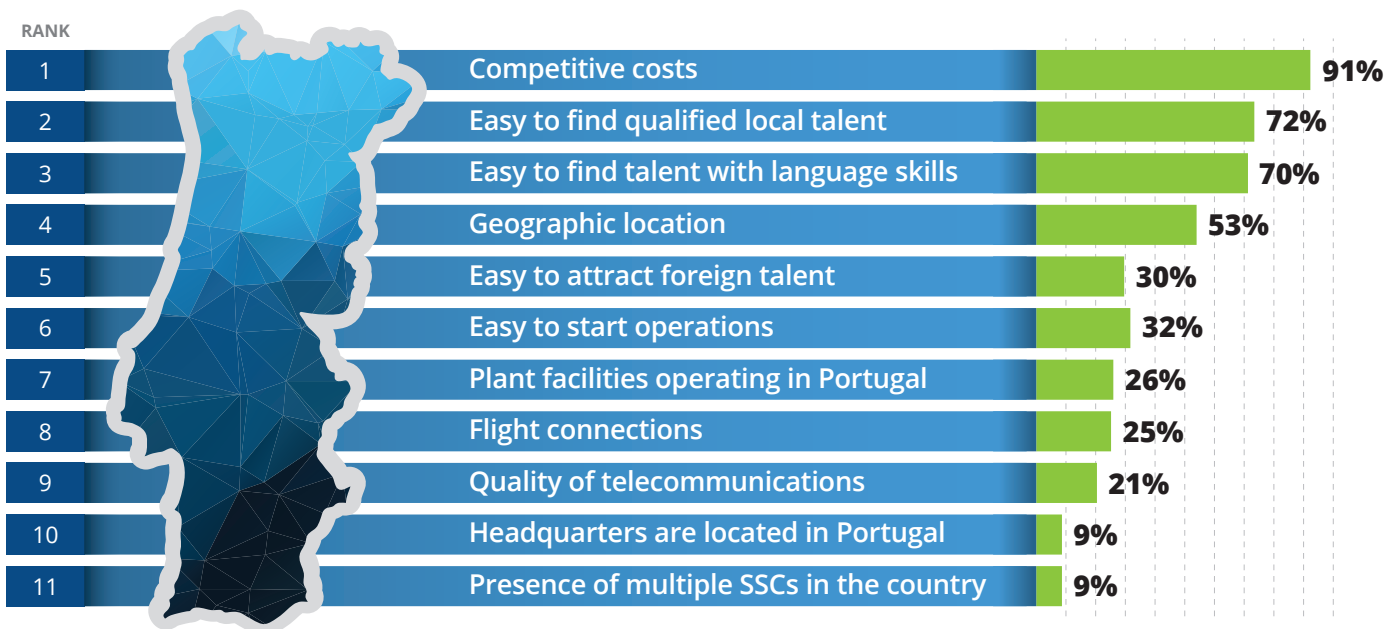 RANK
1 Competitive costs 91%
2 Easy to find qualified local talent 72%
3 Easy to find talent with language skills 70%
4 Geographic location 53%
5 Easy to attract foreign talent 30%
6 Easy to start operations 32%
7 Plant facilities operating in Portugal 26%
8 Flight connections 25%
9 Quality of telecommunications 21%
10 Headquarters are located in Portugal 9%
11 Presence of multiple SSCs in the country 9%